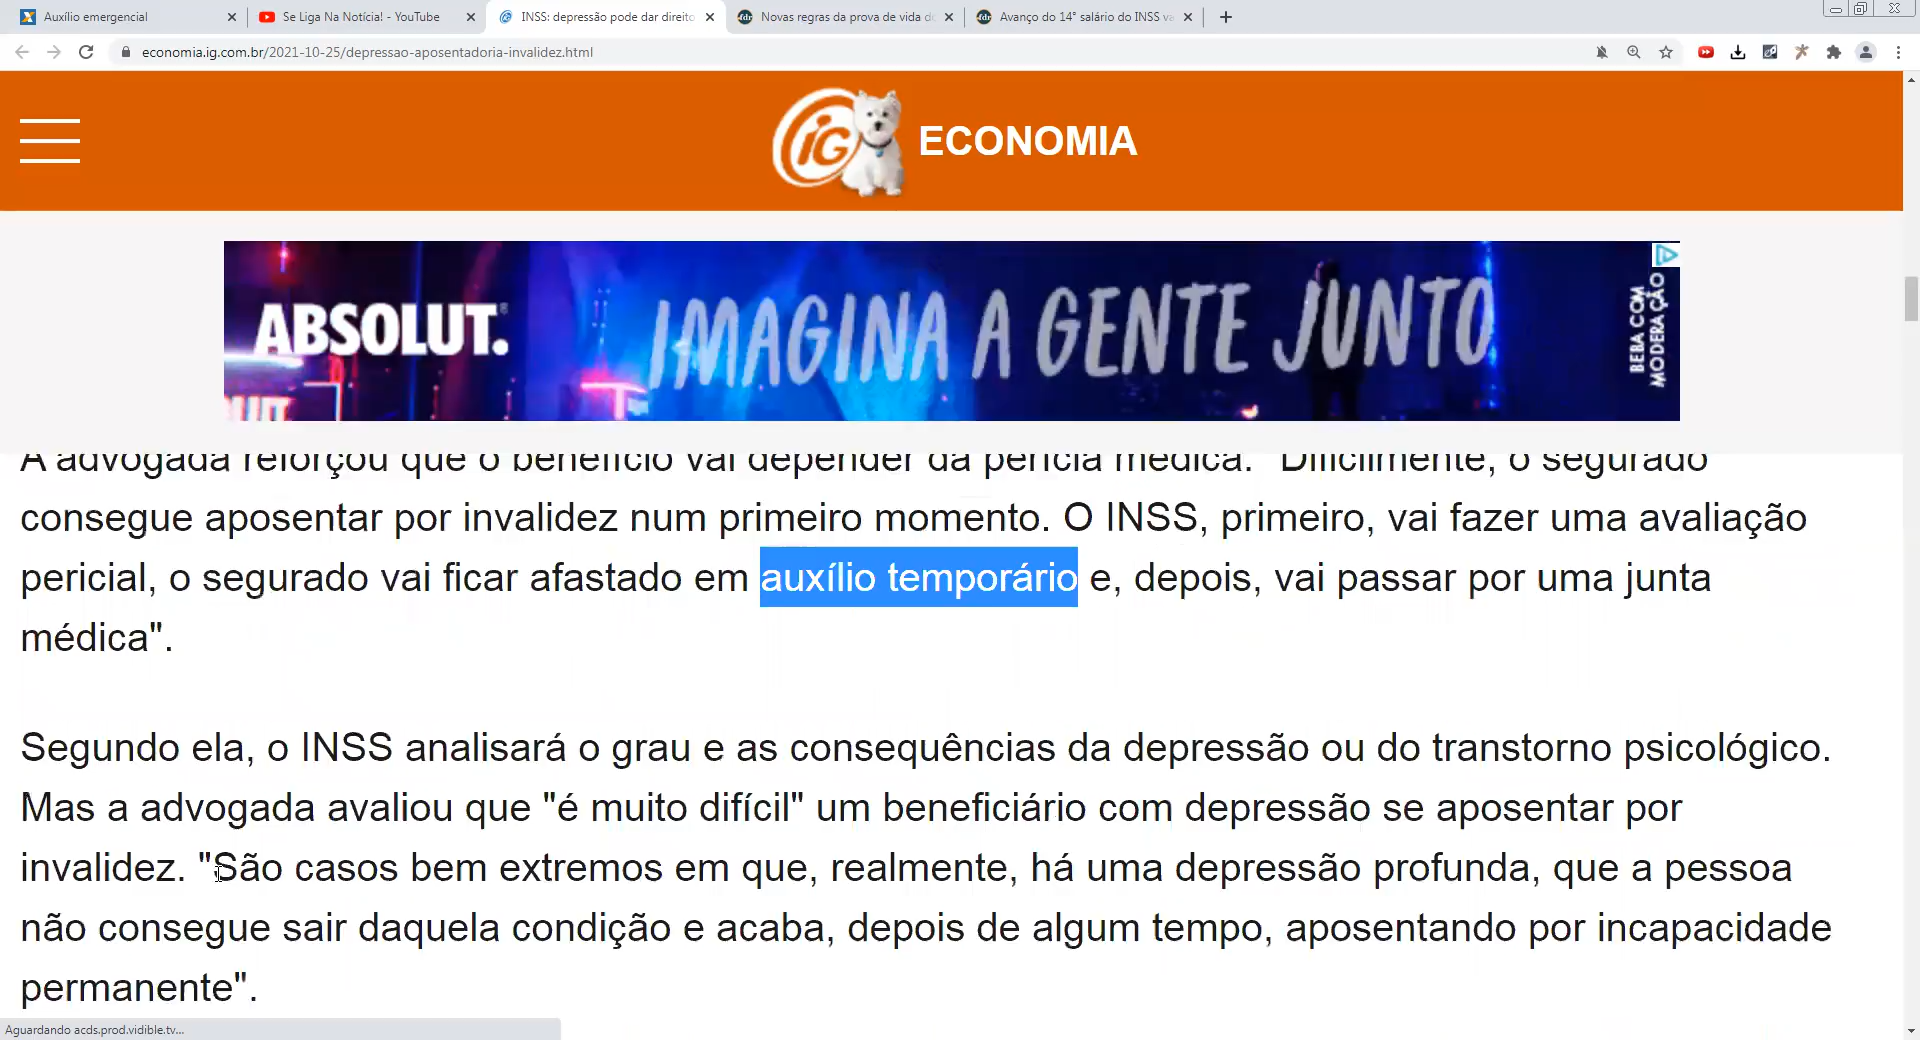 Auxílio emergencial
Se Liga Na Notícia! - YouTube
INSS: depressão pode dar direito
Novas regras da prova de vida d
Avanço do 14° salário do INSS va
economia.ig.com.br/2021-10-25/depressao-aposentadoria-invalidez.html
iG
ECONOMIA
ABSOLUT.
IMAGINA A GENTE JUNTO
BEBA COM
MODERAÇÃO
A advogada reforçou que o benefício vai depender da perícia médica. "Dificilmente, o segurado
consegue aposentar por invalidez num primeiro momento. O INSS, primeiro, vai fazer uma avaliação
pericial, o segurado vai ficar afastado em auxílio temporário e, depois, vai passar por uma junta
médica".
Segundo ela, o INSS analisará o grau e as consequências da depressão ou do transtorno psicológico.
Mas a advogada avaliou que "é muito difícil" um beneficiário com depressão se aposentar por
invalidez. "São casos bem extremos em que, realmente, há uma depressão profunda, que a pessoa
não consegue sair daquela condição e acaba, depois de algum tempo, aposentando por incapacidade
permanente".
Aguardando acds.prod.vidible.tv...